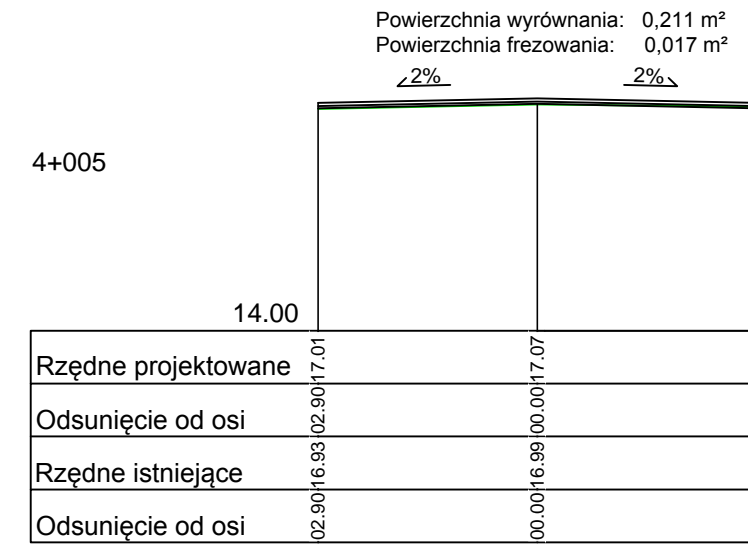 Powierzchnia wyrównania: 0,211 m²
Powierzchnia frezowania: 0,017 m²
2% 2%
4+005
14.00
Rzędne projektowane 17.01 17.07
Odsunięcie od osi 02.90 00.00
Rzędne istniejące 16.93 16.99
Odsunięcie od osi 02.90 00.00